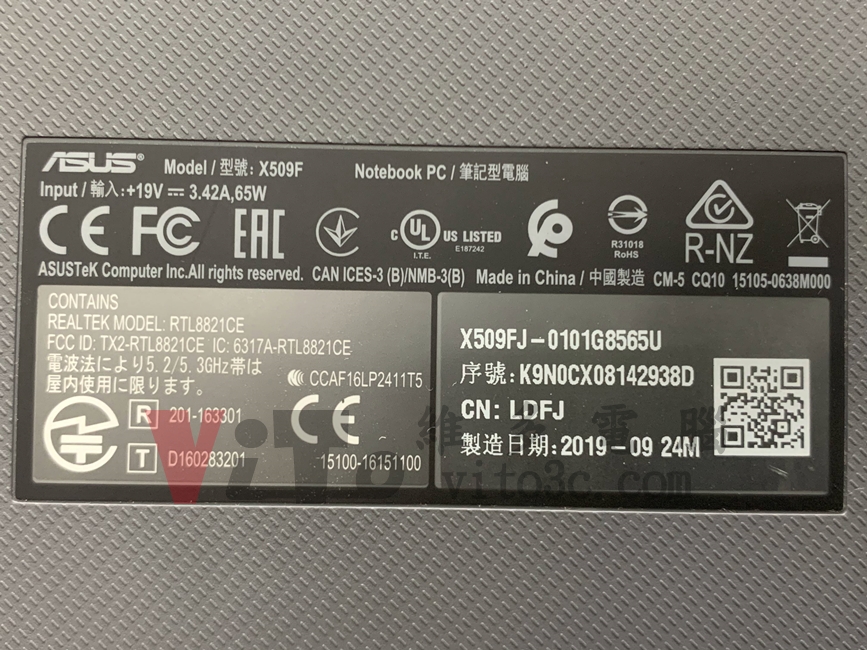 ASUS® Model / 型號: X509F Notebook PC / 筆記型電腦
Input / 輸入: +19V ⎓ 3.42A,65W
CE FC EAC c UL US LISTED
I.T.E. E187242
R31018
RoHS
R-NZ
ASUSTeK Computer Inc.All rights reserved. CAN ICES-3 (B)/NMB-3(B) Made in China / 中國製造 CM-5 CQ10 15105-0638M000
CONTAINS
REALTEK MODEL: RTL8821CE
FCC ID: TX2-RTL8821CE IC: 6317A-RTL8821CE
電波法により5.2/5.3GHz帯は
屋内使用に限ります。
CCAF16LP2411T5
R 201-163301
CE
T D160283201
15100-16151100
X509FJ-0101G8565U
序號: K9N0CX08142938D
CN: LDFJ
製造日期: 2019-09 24M
ViTo 維多電腦
vito3c.com